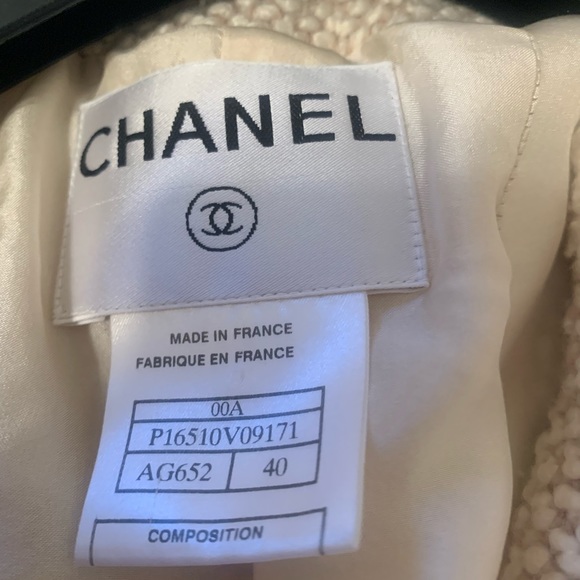 CHANEL
MADE IN FRANCE
FABRIQUE EN FRANCE
00A
P16510V09171
AG652 40
COMPOSITION